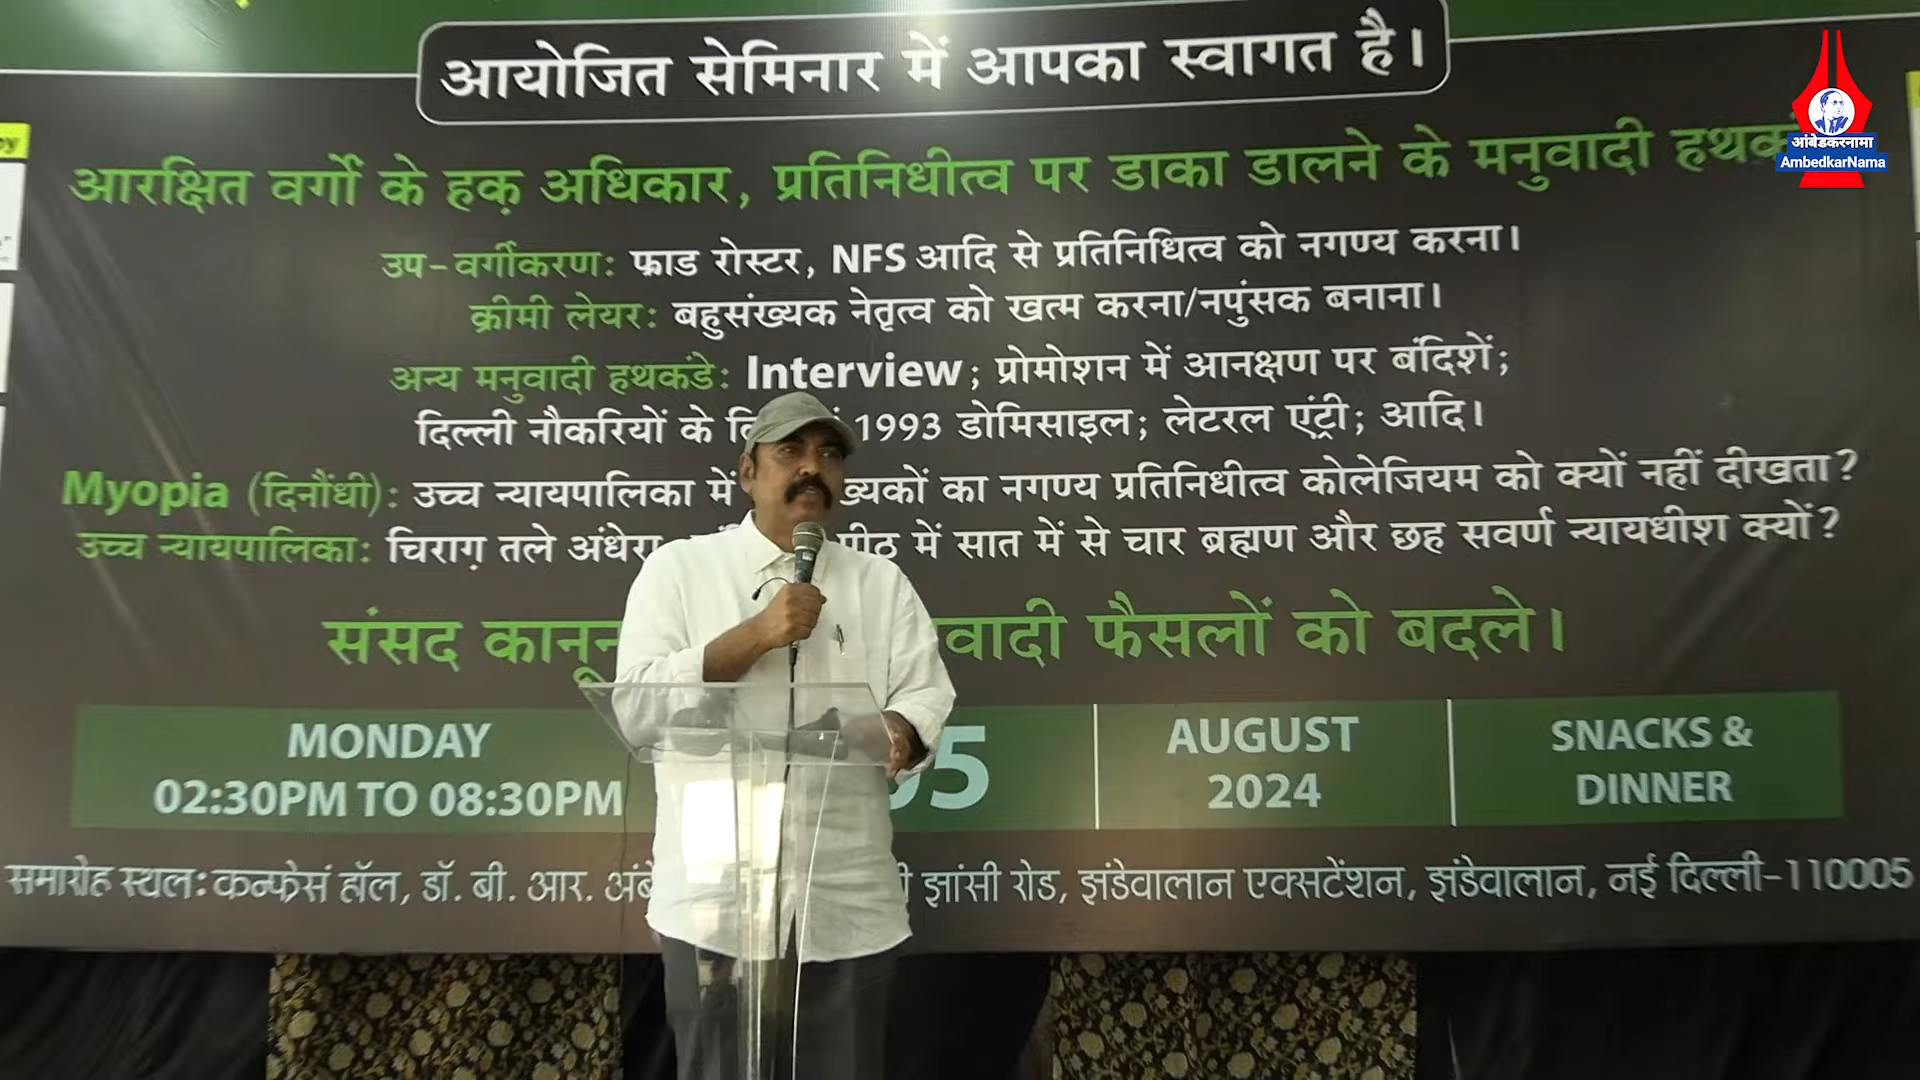 आयोजित सेमिनार में आपका स्वागत है।
आंबेडकरनामा
AmbedkarNama
आरक्षित वर्गों के हक़ अधिकार, प्रतिनिधीत्व पर डाका डालने के मनुवादी
उप-वर्गीकरण: फ्राड रोस्टर, NFS आदि से प्रतिनिधित्व को नगण्य करना।
क्रीमी लेयर: बहुसंख्यक नेतृत्व को खत्म करना/नपुंसक बनाना।
अन्य मनुवादी हथकंडे: Interview; प्रोमोशन में आनक्षण पर बंदिशें;
दिल्ली नौकरियों के 1993 डोमिसाइल; लेटरल एंट्री; आदि।
Myopia (दिनौंधी): उच्च न्यायपालिका में का नगण्य प्रतिनिधीत्व कोलेजियम को क्यों नहीं दीखता?
उच्च न्यायपालिका: चिराग़ तले अंधेरा में सात में से चार ब्रह्मण और छह सवर्ण न्यायधीश क्यों?
संसद फैसलों को बदले।
MONDAY
02:30PM TO 08:30PM
AUGUST
2024
SNACKS &
DINNER
समारोह स्थल: कन्फ्रेसं हॉल, डॉ. बी. आर. झांसी रोड, झंडेवालान एक्सटेंशन, झंडेवालान, नई दिल्ली-110005